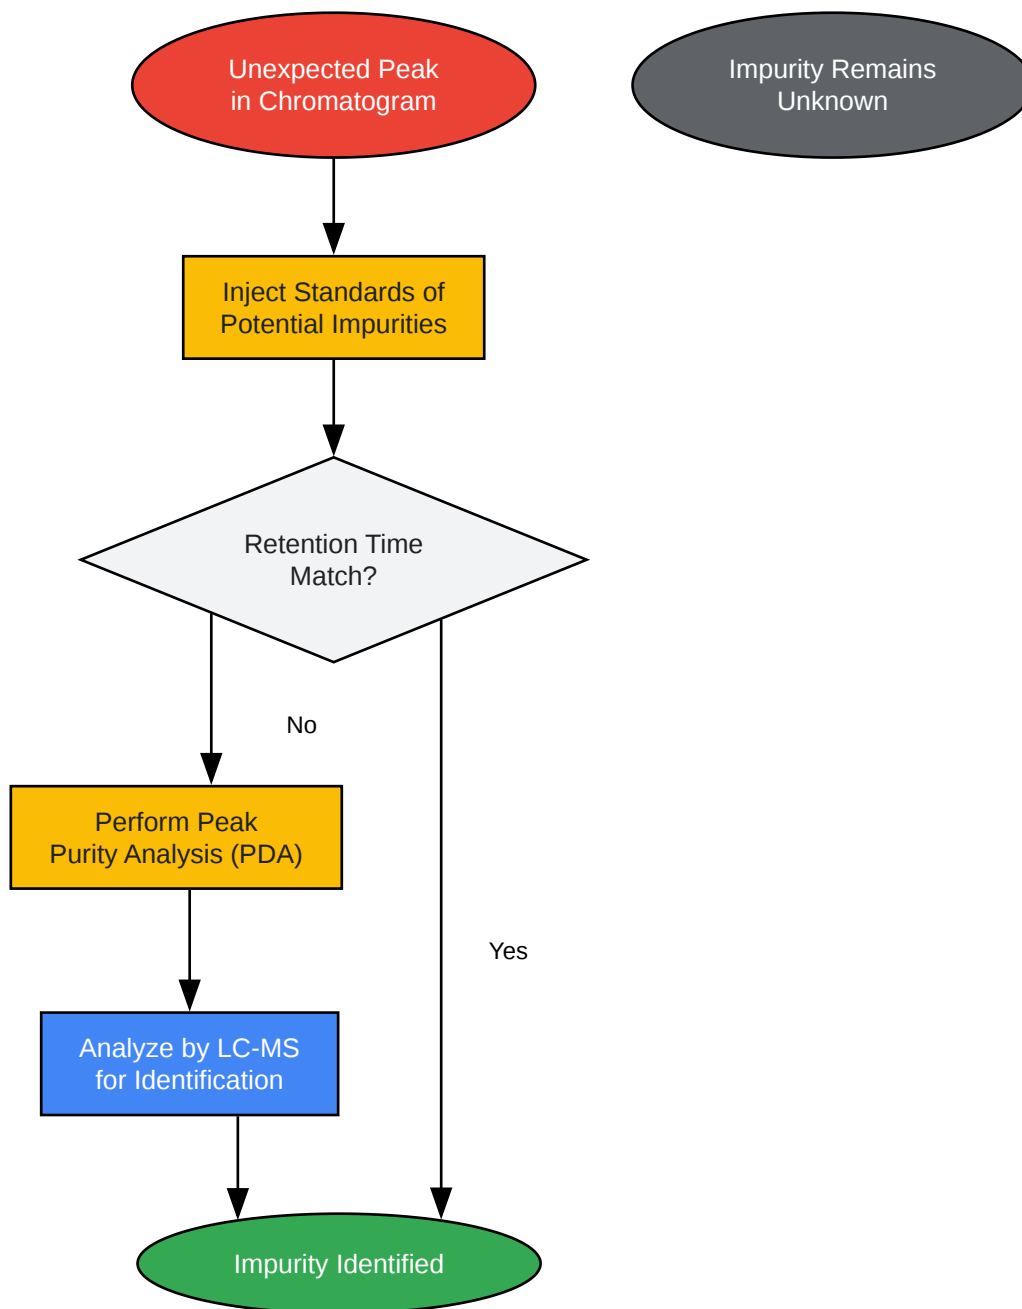 Unexpected Peak
in Chromatogram
Impurity Remains
Unknown
Inject Standards of
Potential Impurities
Retention Time
Match?
No
Perform Peak
Purity Analysis (PDA)
Yes
Analyze by LC-MS
for Identification
Impurity Identified